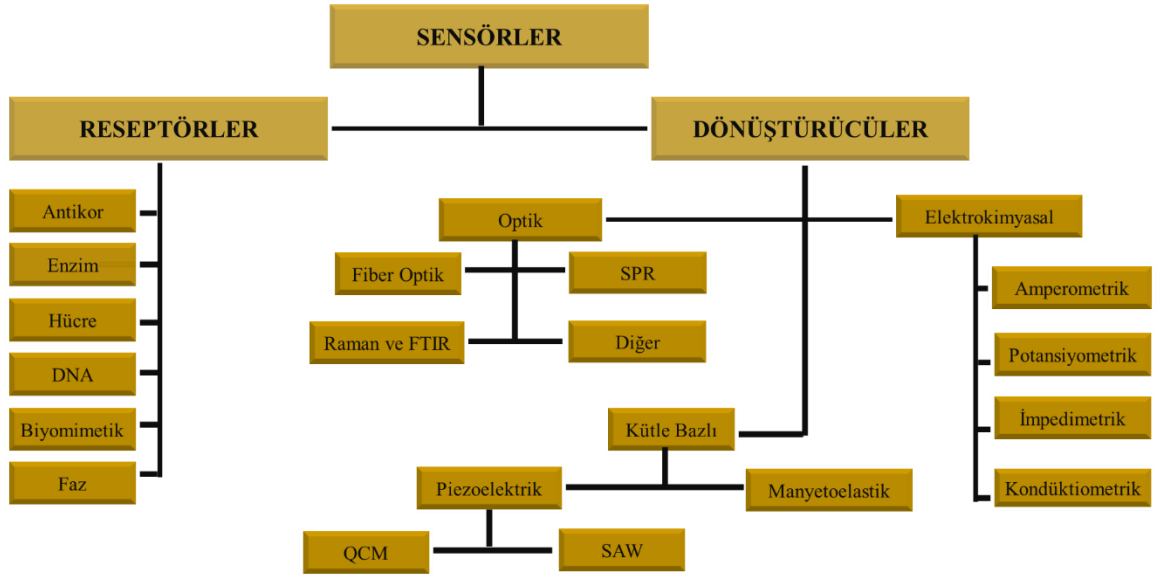 SENSÖRLER
RESEPTÖRLER
DÖNÜŞTÜRÜCÜLER
Antikor
Enzim
Hücre
DNA
Biyomimetik
Faz
Optik
Fiber Optik
SPR
Raman ve FTIR
Diğer
Elektrokimyasal
Amperometrik
Potansiyometrik
İmpedimetrik
Kondüktiometrik
Kütle Bazlı
Piezoelektrik
Manyetoelastik
QCM
SAW